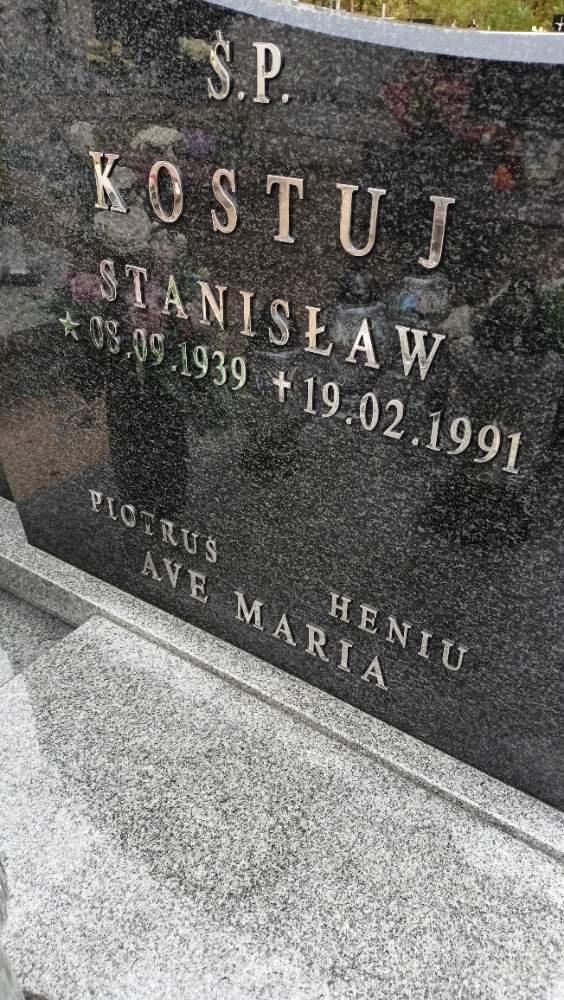 Ś.P.
KOSTUJ
STANISŁAW
★ 08.09.1939 ✝ 19.02.1991
PIOTRUŚ HENIU
AVE MARIA